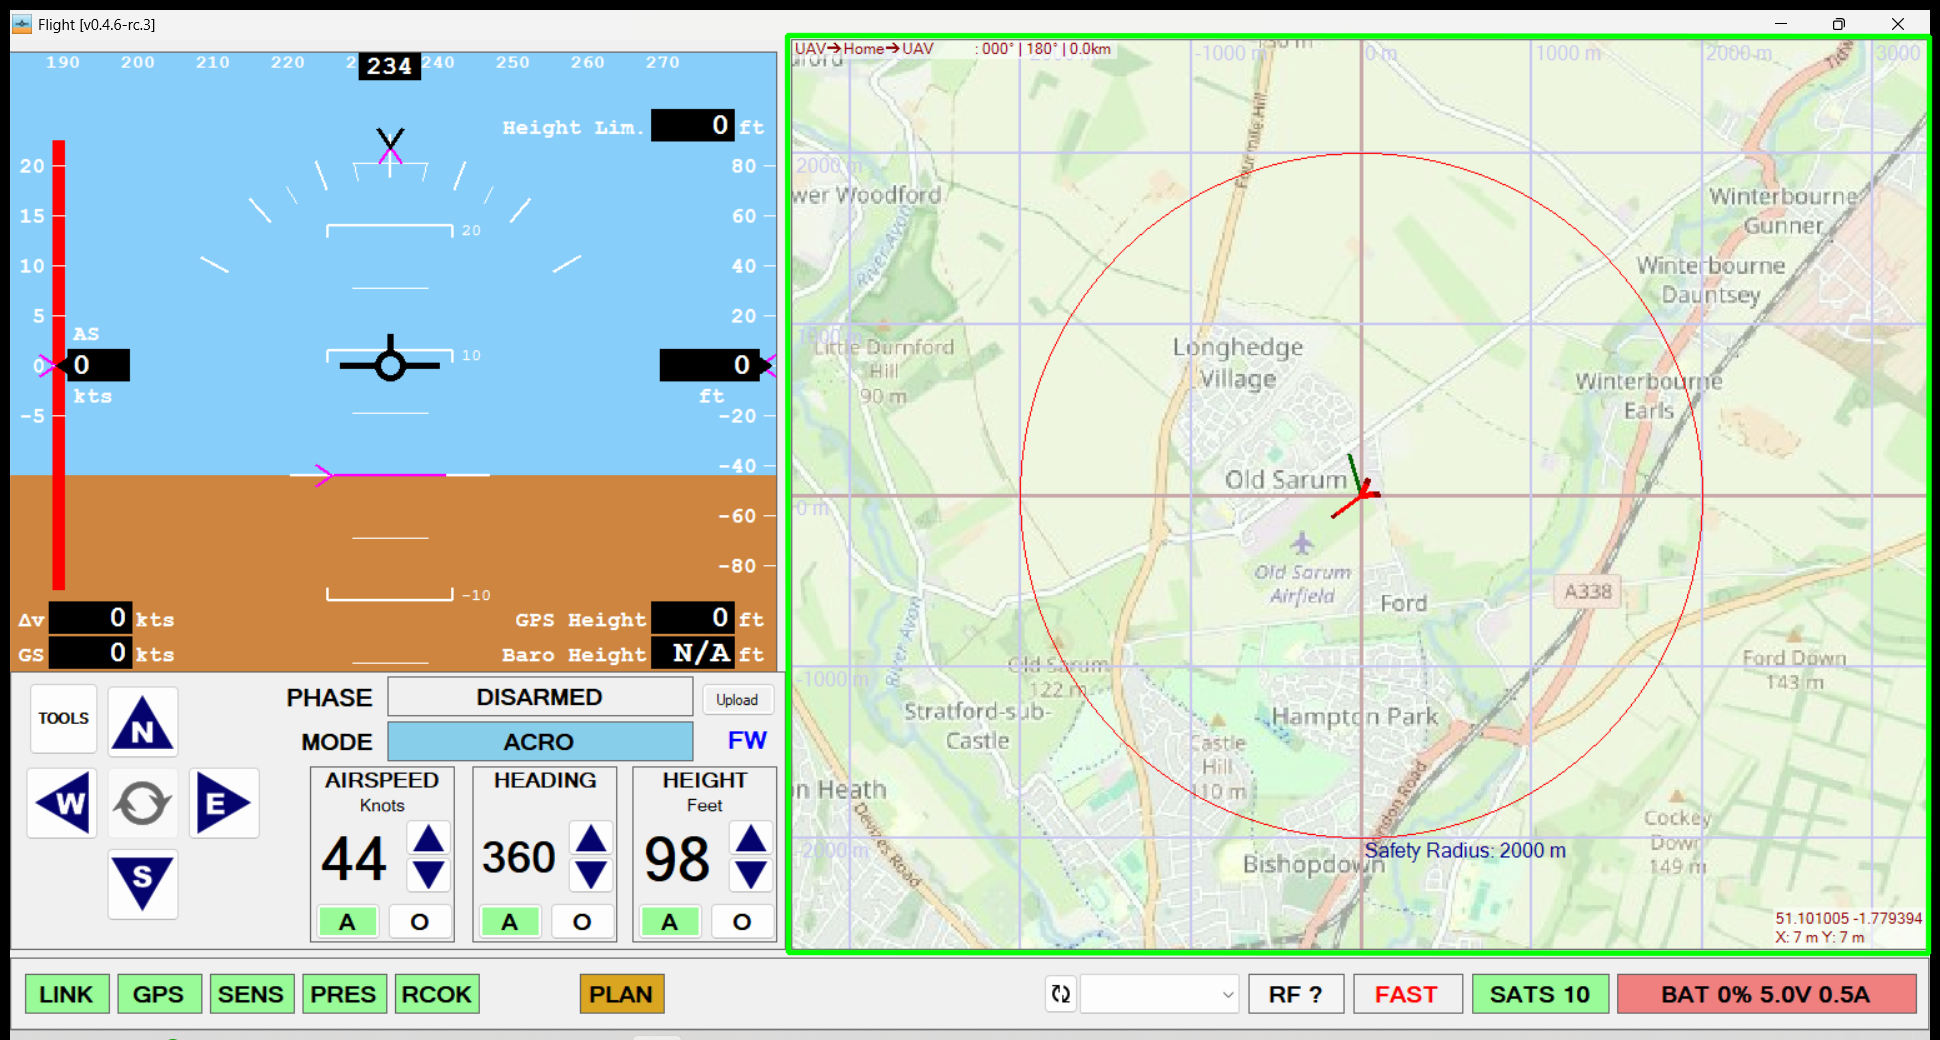 Flight [v0.4.6-rc.3]
190 200 210 220 2 234 240 250 260 270
Height Lim. 0 ft
20 80
15 60
20
10 40
5 20
AS
0 0 10 0
kts ft
-5 -20
-40
-60
-80
-10
Δv 0 kts GPS Height 0 ft
GS 0 kts Baro Height N/A ft
TOOLS
N
W
E
S
PHASE DISARMED Upload
MODE ACRO FW
AIRSPEED HEADING HEIGHT
Knots Feet
44 360 98
A O A O A O
UAV→Home→UAV : 000° | 180° | 0.0km
-1000 m 0 m 1000 m 2000 m 3000
2000 m
wer Woodford
River Avon
Four Mile Hill
Winterbourne
Gunner
Winterbourne
Dauntsey
1000 m
Little Durnford
Hill
90 m
Longhedge
Village
Winterbourne
Earls
Old Sarum
0 m
Old Sarum
Airfield
Ford
A338
River Avon
Old Sarum
122 m
Ford Down
143 m
-1000 m
Stratford-sub-
Castle
Castle
Hill
110 m
Hampton Park
on Heath
Devizes Road
ndon Road
Cockey
Down
149 m
-2000 m
Bishopdown
Safety Radius: 2000 m
51.101005 -1.779394
X: 7 m Y: 7 m
LINK GPS SENS PRES RCOK PLAN RF ? FAST SATS 10 BAT 0% 5.0V 0.5A